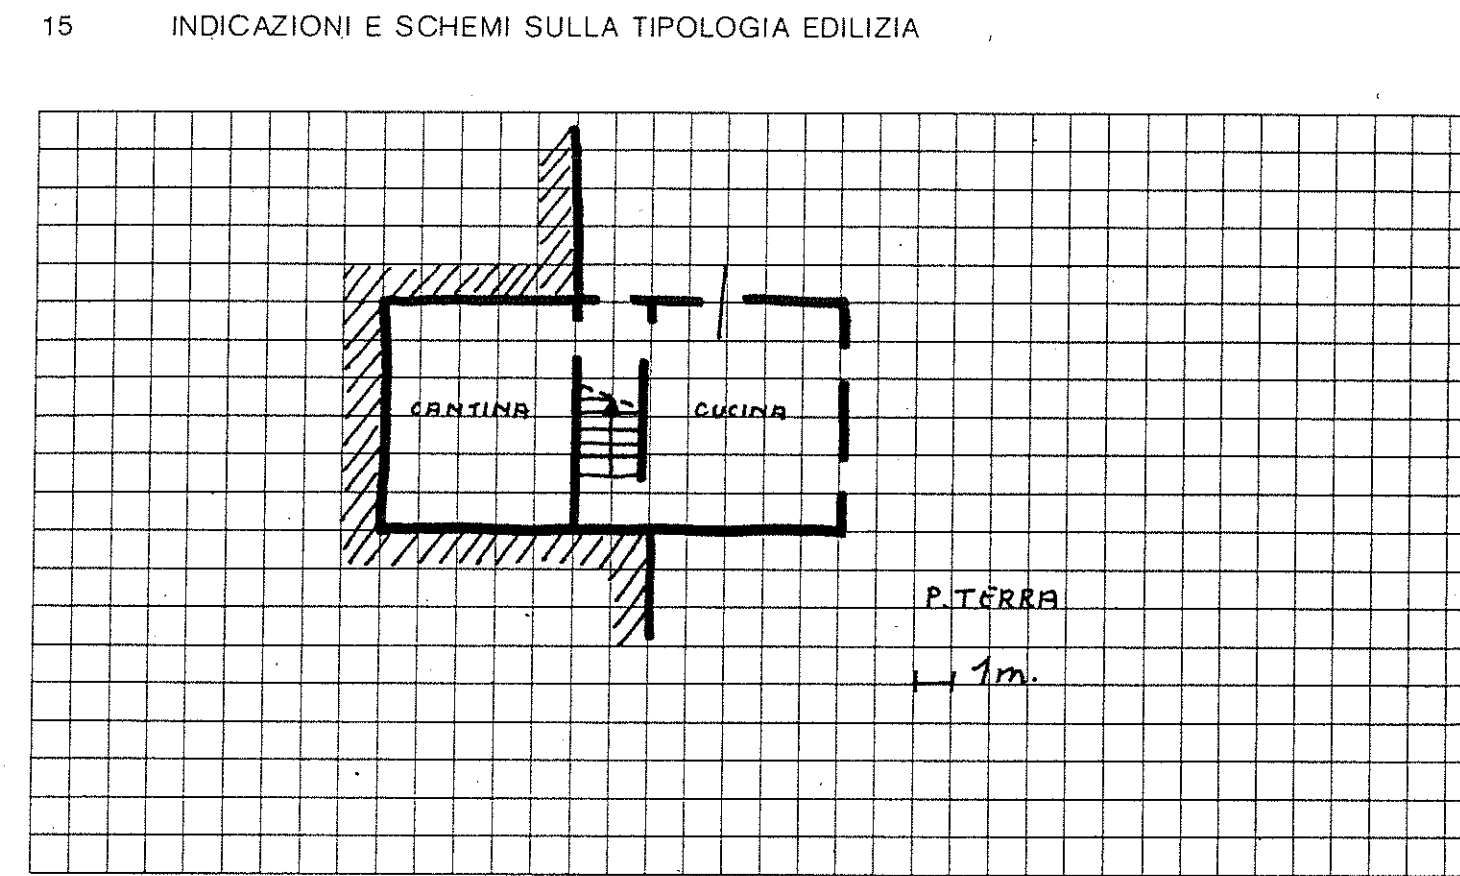 15 INDICAZIONI E SCHEMI SULLA TIPOLOGIA EDILIZIA
CANTINA CUCINA
P. TERRA
1m.